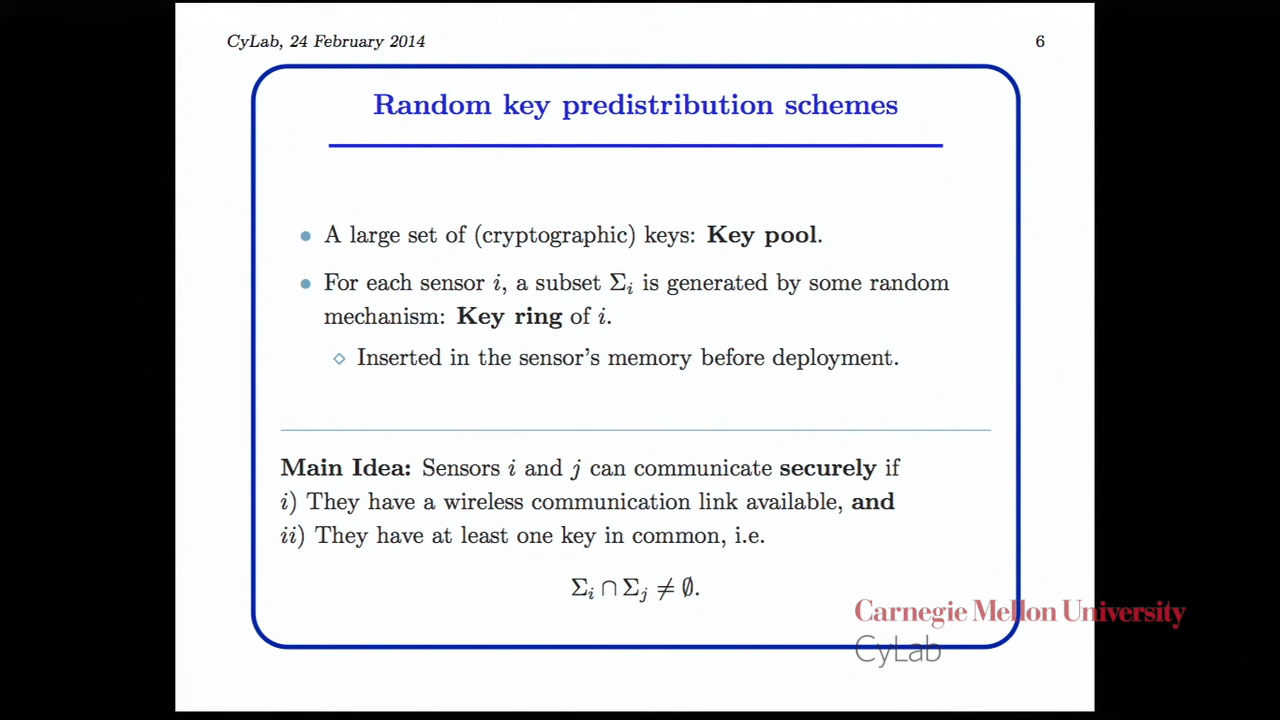 CyLab, 24 February 2014
6
Random key predistribution schemes
• A large set of (cryptographic) keys: Key pool.
• For each sensor i, a subset Σᵢ is generated by some random
mechanism: Key ring of i.
◇ Inserted in the sensor's memory before deployment.
Main Idea: Sensors i and j can communicate securely if
i) They have a wireless communication link available, and
ii) They have at least one key in common, i.e.
Σᵢ ∩ Σⱼ ≠ ∅.
Carnegie Mellon University
CyLab